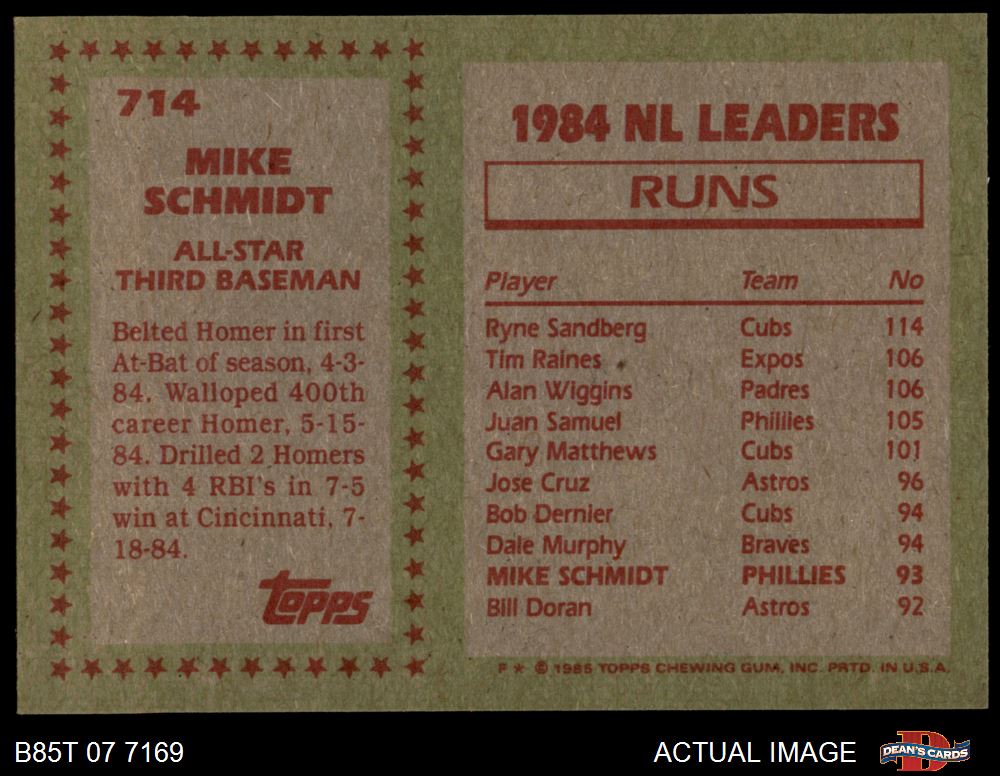 714
MIKE
SCHMIDT
ALL-STAR
THIRD BASEMAN
Belted Homer in first
At-Bat of season, 4-3-
84. Walloped 400th
career Homer, 5-15-
84. Drilled 2 Homers
with 4 RBI's in 7-5
win at Cincinnati, 7-
18-84.
Topps
1984 NL LEADERS
RUNS
Player Team No
Ryne Sandberg Cubs 114
Tim Raines Expos 106
Alan Wiggins Padres 106
Juan Samuel Phillies 105
Gary Matthews Cubs 101
Jose Cruz Astros 96
Bob Dernier Cubs 94
Dale Murphy Braves 94
MIKE SCHMIDT PHILLIES 93
Bill Doran Astros 92
F * © 1985 TOPPS CHEWING GUM, INC. PRTD. IN U.S.A.
B85T 07 7169
ACTUAL IMAGE
D
DEAN'S CARDS